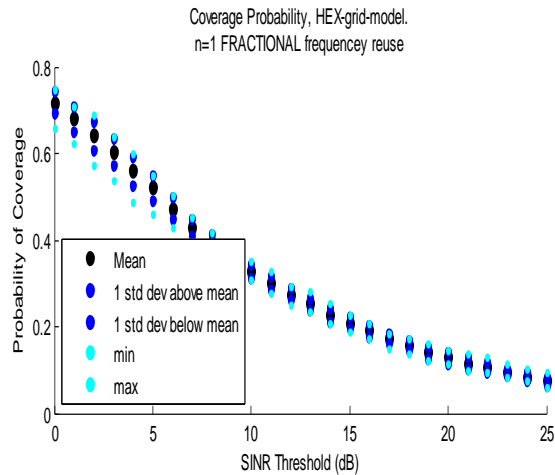 Coverage Probability, HEX-grid-model.
n=1 FRACTIONAL frequencey reuse
Probability of Coverage
0.8
0.6
0.4
0.2
0
Mean
1 std dev above mean
1 std dev below mean
min
max
0 5 10 15 20 25
SINR Threshold (dB)